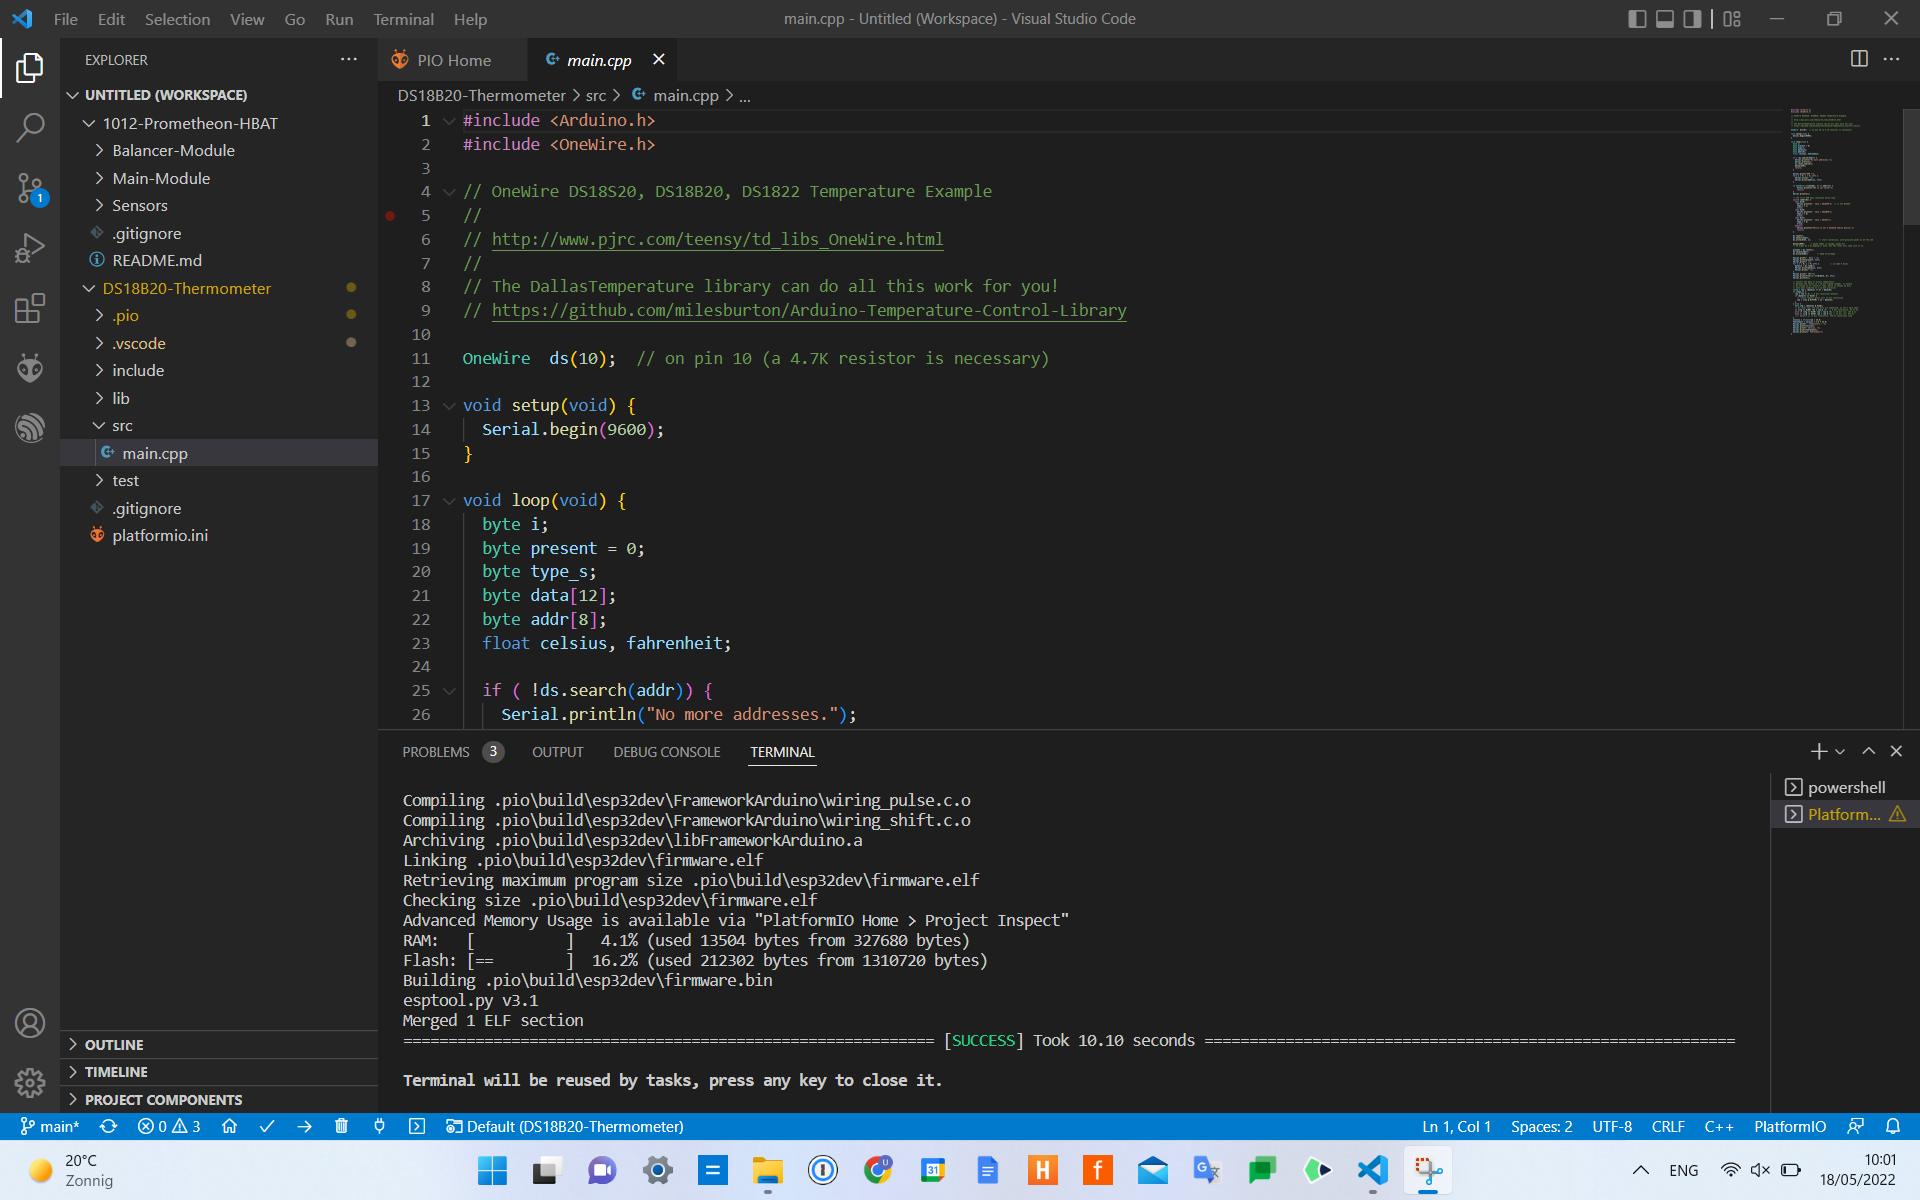 File Edit Selection View Go Run Terminal Help
main.cpp - Untitled (Workspace) - Visual Studio Code
EXPLORER
UNTITLED (WORKSPACE)
1012-Prometheon-HBAT
Balancer-Module
Main-Module
Sensors
.gitignore
README.md
DS18B20-Thermometer
.pio
.vscode
include
lib
src
main.cpp
test
.gitignore
platformio.ini
OUTLINE
TIMELINE
PROJECT COMPONENTS
1
PIO Home
main.cpp
DS18B20-Thermometer > src > main.cpp > ...
1 #include <Arduino.h>
2 #include <OneWire.h>
3
4 // OneWire DS18S20, DS18B20, DS1822 Temperature Example
5 //
6 // http://www.pjrc.com/teensy/td_libs_OneWire.html
7 //
8 // The DallasTemperature library can do all this work for you!
9 // https://github.com/milesburton/Arduino-Temperature-Control-Library
10
11 OneWire  ds(10);  // on pin 10 (a 4.7K resistor is necessary)
12
13 void setup(void) {
14   Serial.begin(9600);
15 }
16
17 void loop(void) {
18   byte i;
19   byte present = 0;
20   byte type_s;
21   byte data[12];
22   byte addr[8];
23   float celsius, fahrenheit;
24
25   if ( !ds.search(addr)) {
26     Serial.println("No more addresses.");
PROBLEMS 3 OUTPUT DEBUG CONSOLE TERMINAL
powershell
Platform...
Compiling .pio\build\esp32dev\FrameworkArduino\wiring_pulse.c.o
Compiling .pio\build\esp32dev\FrameworkArduino\wiring_shift.c.o
Archiving .pio\build\esp32dev\libFrameworkArduino.a
Linking .pio\build\esp32dev\firmware.elf
Retrieving maximum program size .pio\build\esp32dev\firmware.elf
Checking size .pio\build\esp32dev\firmware.elf
Advanced Memory Usage is available via "PlatformIO Home > Project Inspect"
RAM:   [          ]   4.1% (used 13504 bytes from 327680 bytes)
Flash: [==        ]  16.2% (used 212302 bytes from 1310720 bytes)
Building .pio\build\esp32dev\firmware.bin
esptool.py v3.1
Merged 1 ELF section
=========================================================== [SUCCESS] Took 10.10 seconds ===========================================================
Terminal will be reused by tasks, press any key to close it.
main* 0 3 Default (DS18B20-Thermometer) Ln 1, Col 1 Spaces: 2 UTF-8 CRLF C++ PlatformIO
20°C
Zonnig
31
H
f
U
G
ENG
10:01
18/05/2022